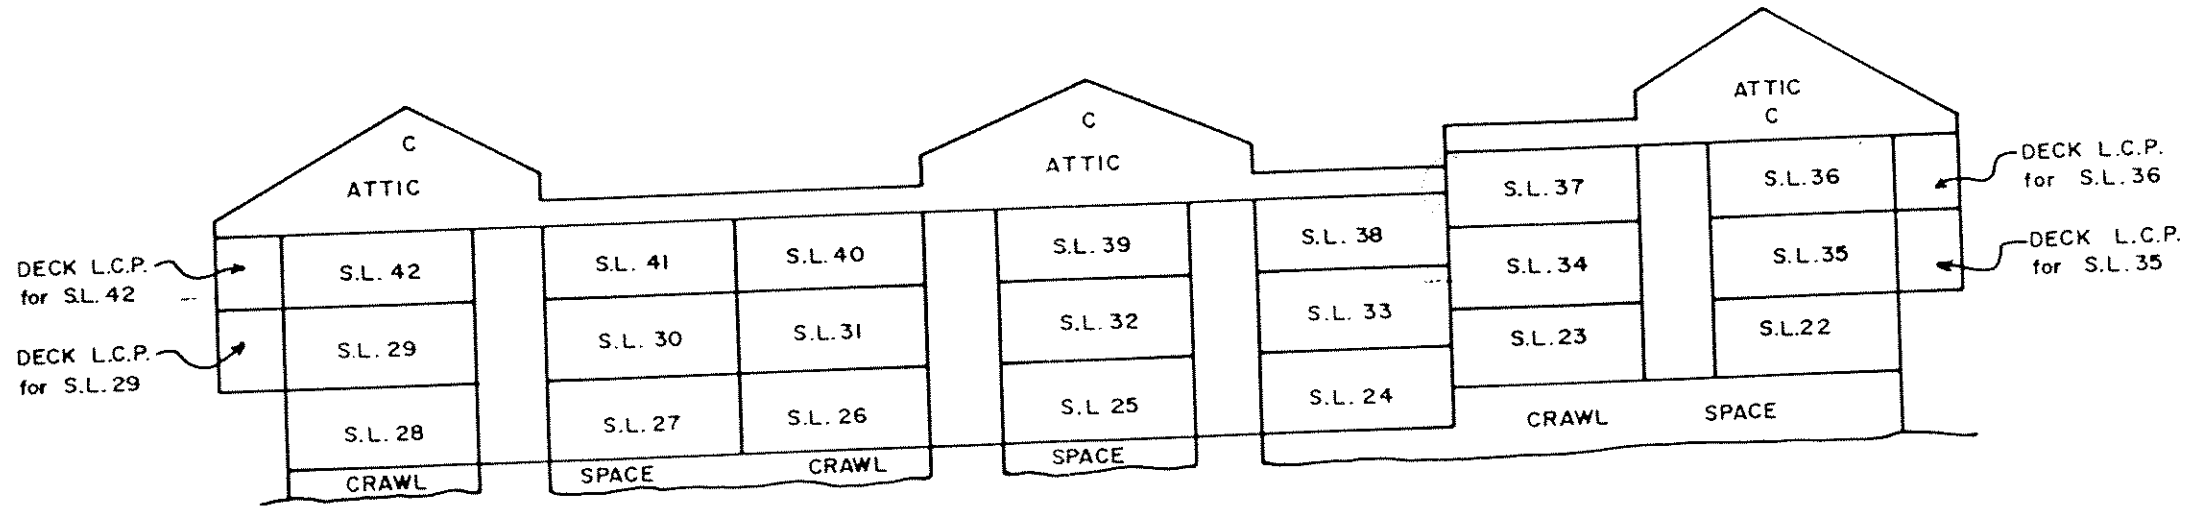 ATTIC
C
C
ATTIC
C
ATTIC
DECK L.C.P.
for S.L. 36
S.L. 37
S.L. 36
DECK L.C.P.
for S.L. 42
S.L. 42
S.L. 41
S.L. 40
S.L. 39
S.L. 38
S.L. 34
S.L. 35
DECK L.C.P.
for S.L. 35
DECK L.C.P.
for S.L. 29
S.L. 29
S.L. 30
S.L. 31
S.L. 32
S.L. 33
S.L. 23
S.L. 22
S.L. 28
S.L. 27
S.L. 26
S.L 25
S.L. 24
CRAWL SPACE
CRAWL SPACE CRAWL SPACE